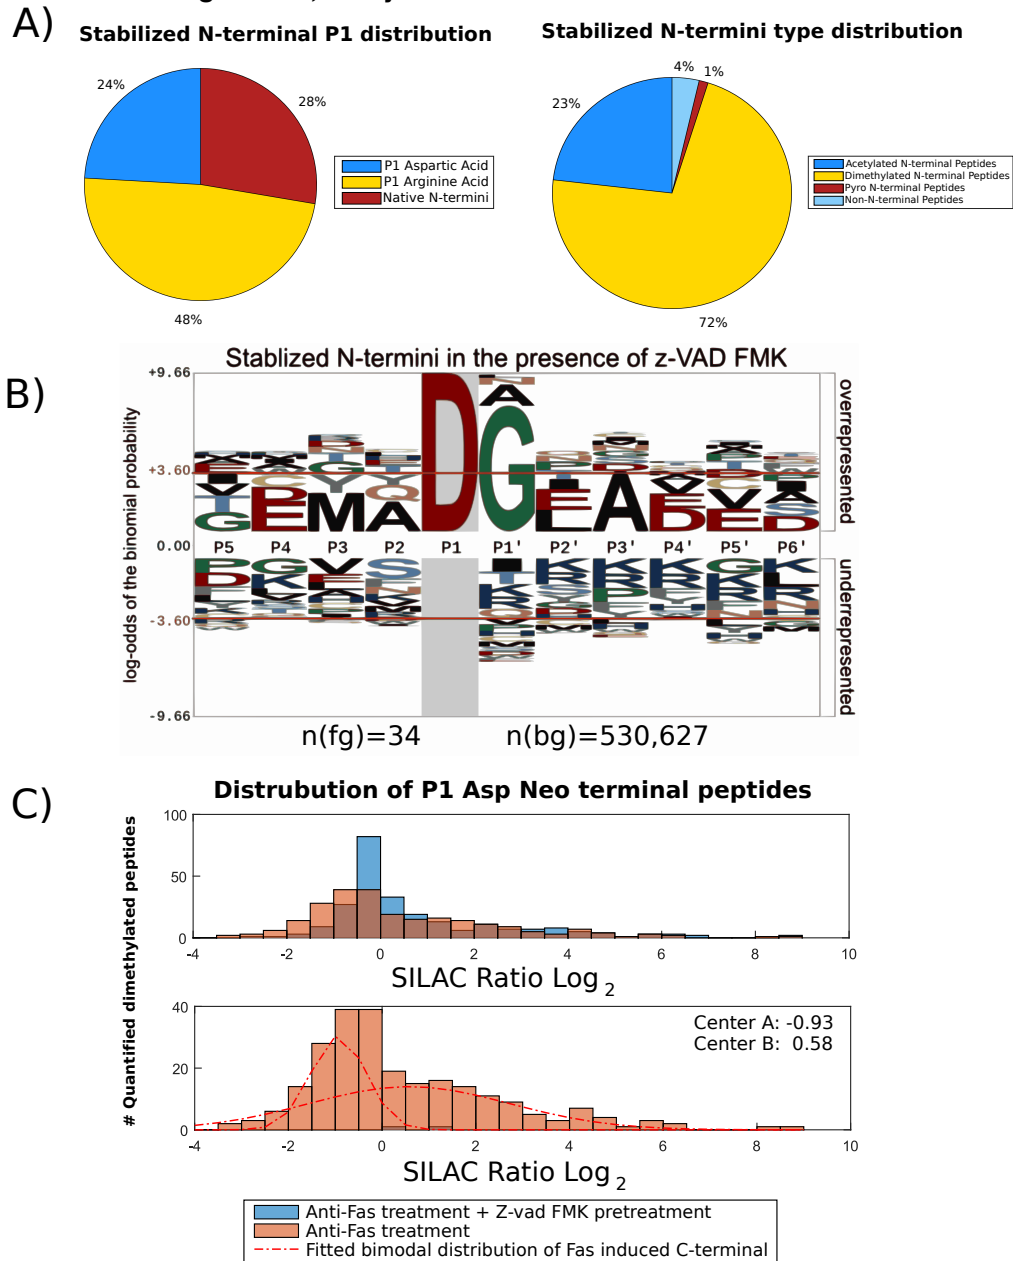 A)
Stabilized N-terminal P1 distribution
24%
28%
48%
P1 Aspartic Acid
P1 Arginine Acid
Native N-termini
Stabilized N-termini type distribution
4%
1%
23%
72%
Acetylated N-terminal Peptides
Dimethylated N-terminal Peptides
Pyro N-terminal Peptides
Non-N-terminal Peptides
B)
Stablized N-termini in the presence of z-VAD FMK
log-odds of the binomial probability
+9.66
+3.60
0.00
-3.60
-9.66
P5 P4 P3 P2 P1 P1' P2' P3' P4' P5' P6'
overrepresented
underrepresented
n(fg)=34 n(bg)=530,627
C)
Distrubution of P1 Asp Neo terminal peptides
# Quantified dimethylated peptides
100
50
0
-4 -2 0 2 4 6 8 10
SILAC Ratio Log 2
40
20
0
Center A: -0.93
Center B: 0.58
-4 -2 0 2 4 6 8 10
SILAC Ratio Log 2
Anti-Fas treatment + Z-vad FMK pretreatment
Anti-Fas treatment
Fitted bimodal distribution of Fas induced C-terminal